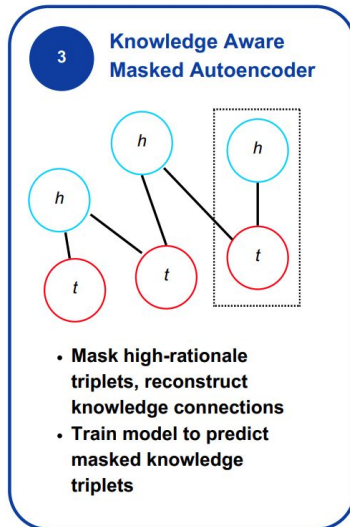 3
Knowledge Aware
Masked Autoencoder
h
h
h
t
t
t
• Mask high-rationale
triplets, reconstruct
knowledge connections
• Train model to predict
masked knowledge
triplets